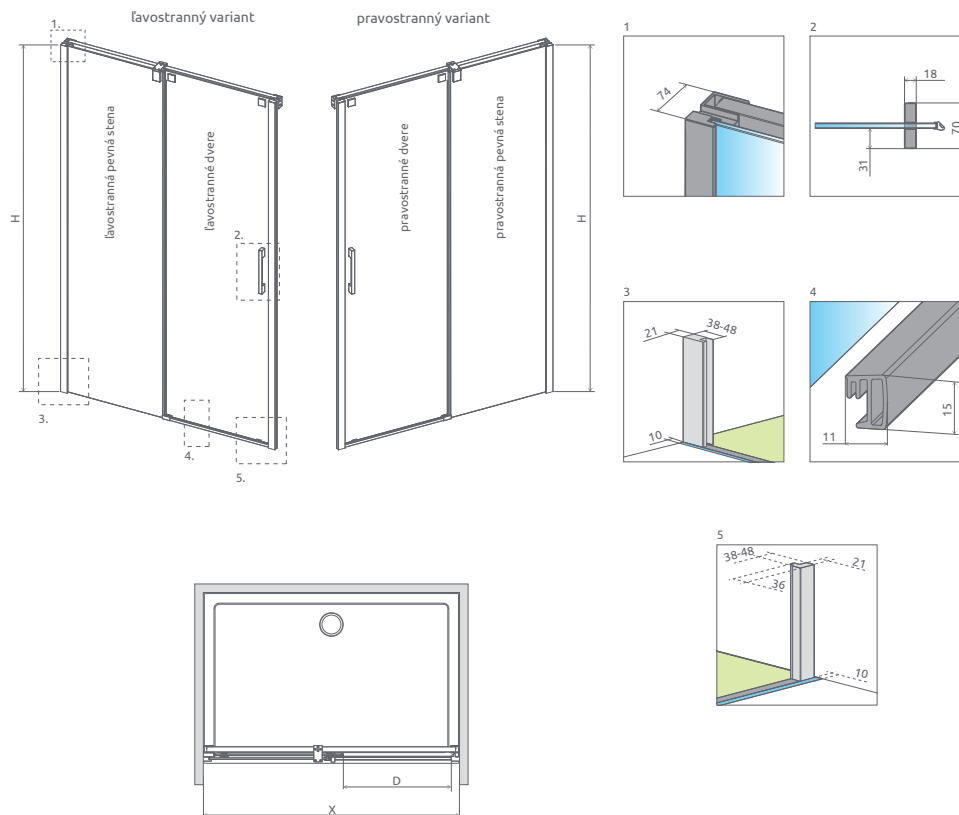 ľavostranný variant
pravostranný variant
1.
H
ľavostranná pevná stena
ľavostranné dvere
2.
3.
4.
5.
pravostranné dvere
pravostranná pevná stena
H
1
74
2
18
70
31
3
21
38-48
10
4
11
15
5
38-48
21
36
10
D
X